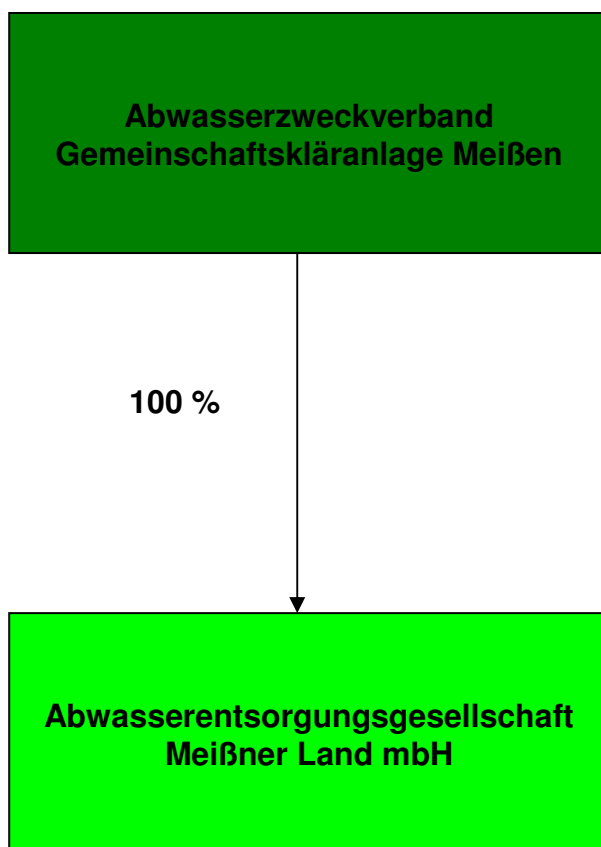 Abwasserzweckverband
Gemeinschaftskläranlage Meißen
100 %
Abwasserentsorgungsgesellschaft
Meißner Land mbH